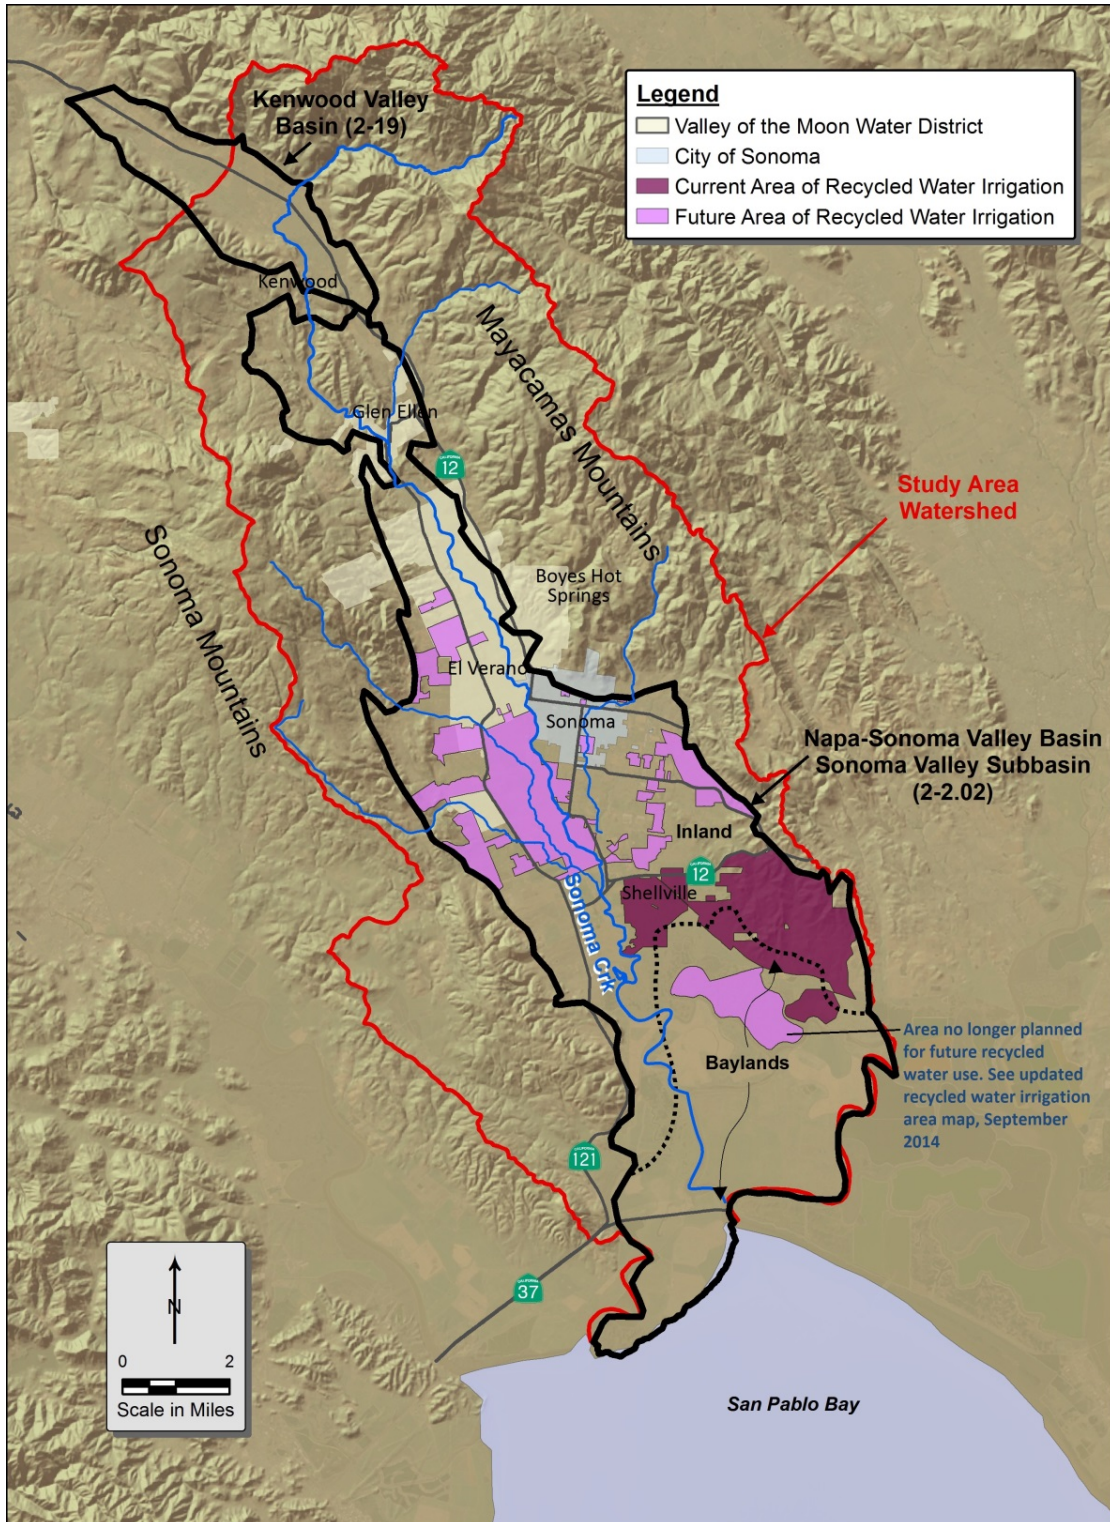 Kenwood Valley
Basin (2-19)
Legend
Valley of the Moon Water District
City of Sonoma
Current Area of Recycled Water Irrigation
Future Area of Recycled Water Irrigation
Kenwood
Mayacamas Mountains
Glen Ellen
CALIFORNIA
12
Study Area
Watershed
Sonoma Mountains
Boyes Hot
Springs
El Verano
Sonoma
Napa-Sonoma Valley Basin
Sonoma Valley Subbasin
(2-2.02)
Inland
CALIFORNIA
12
Shellville
Sonoma Crk
Baylands
Area no longer planned
for future recycled
water use. See updated
recycled water irrigation
area map, September
2014
CALIFORNIA
121
CALIFORNIA
37
N
0 2
Scale in Miles
San Pablo Bay